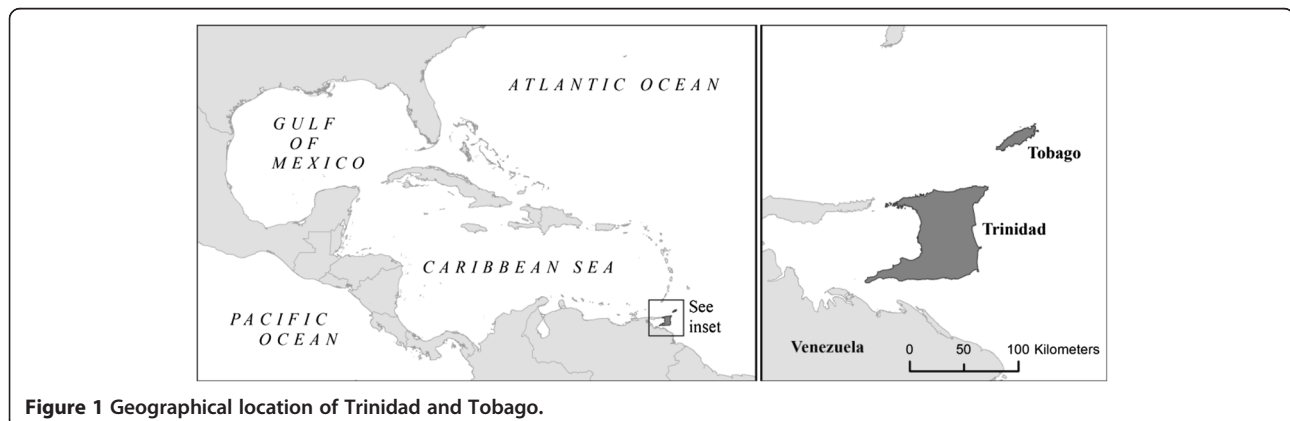 ATLANTIC OCEAN
GULF
OF
MEXICO
CARIBBEAN SEA
PACIFIC
OCEAN
See
inset
Tobago
Trinidad
Venezuela
0 50 100 Kilometers
Figure 1 Geographical location of Trinidad and Tobago.